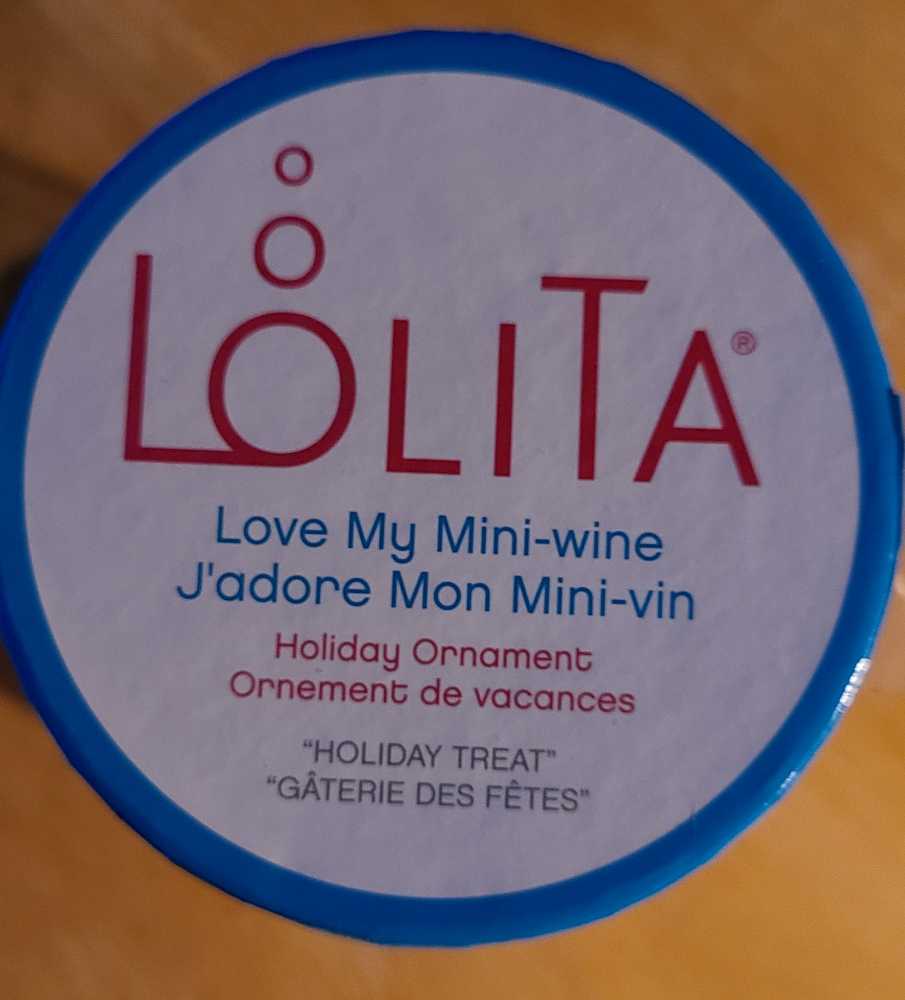 LOLITA®
Love My Mini-wine
J'adore Mon Mini-vin
Holiday Ornament
Ornement de vacances
“HOLIDAY TREAT”
“GÂTERIE DES FÊTES”